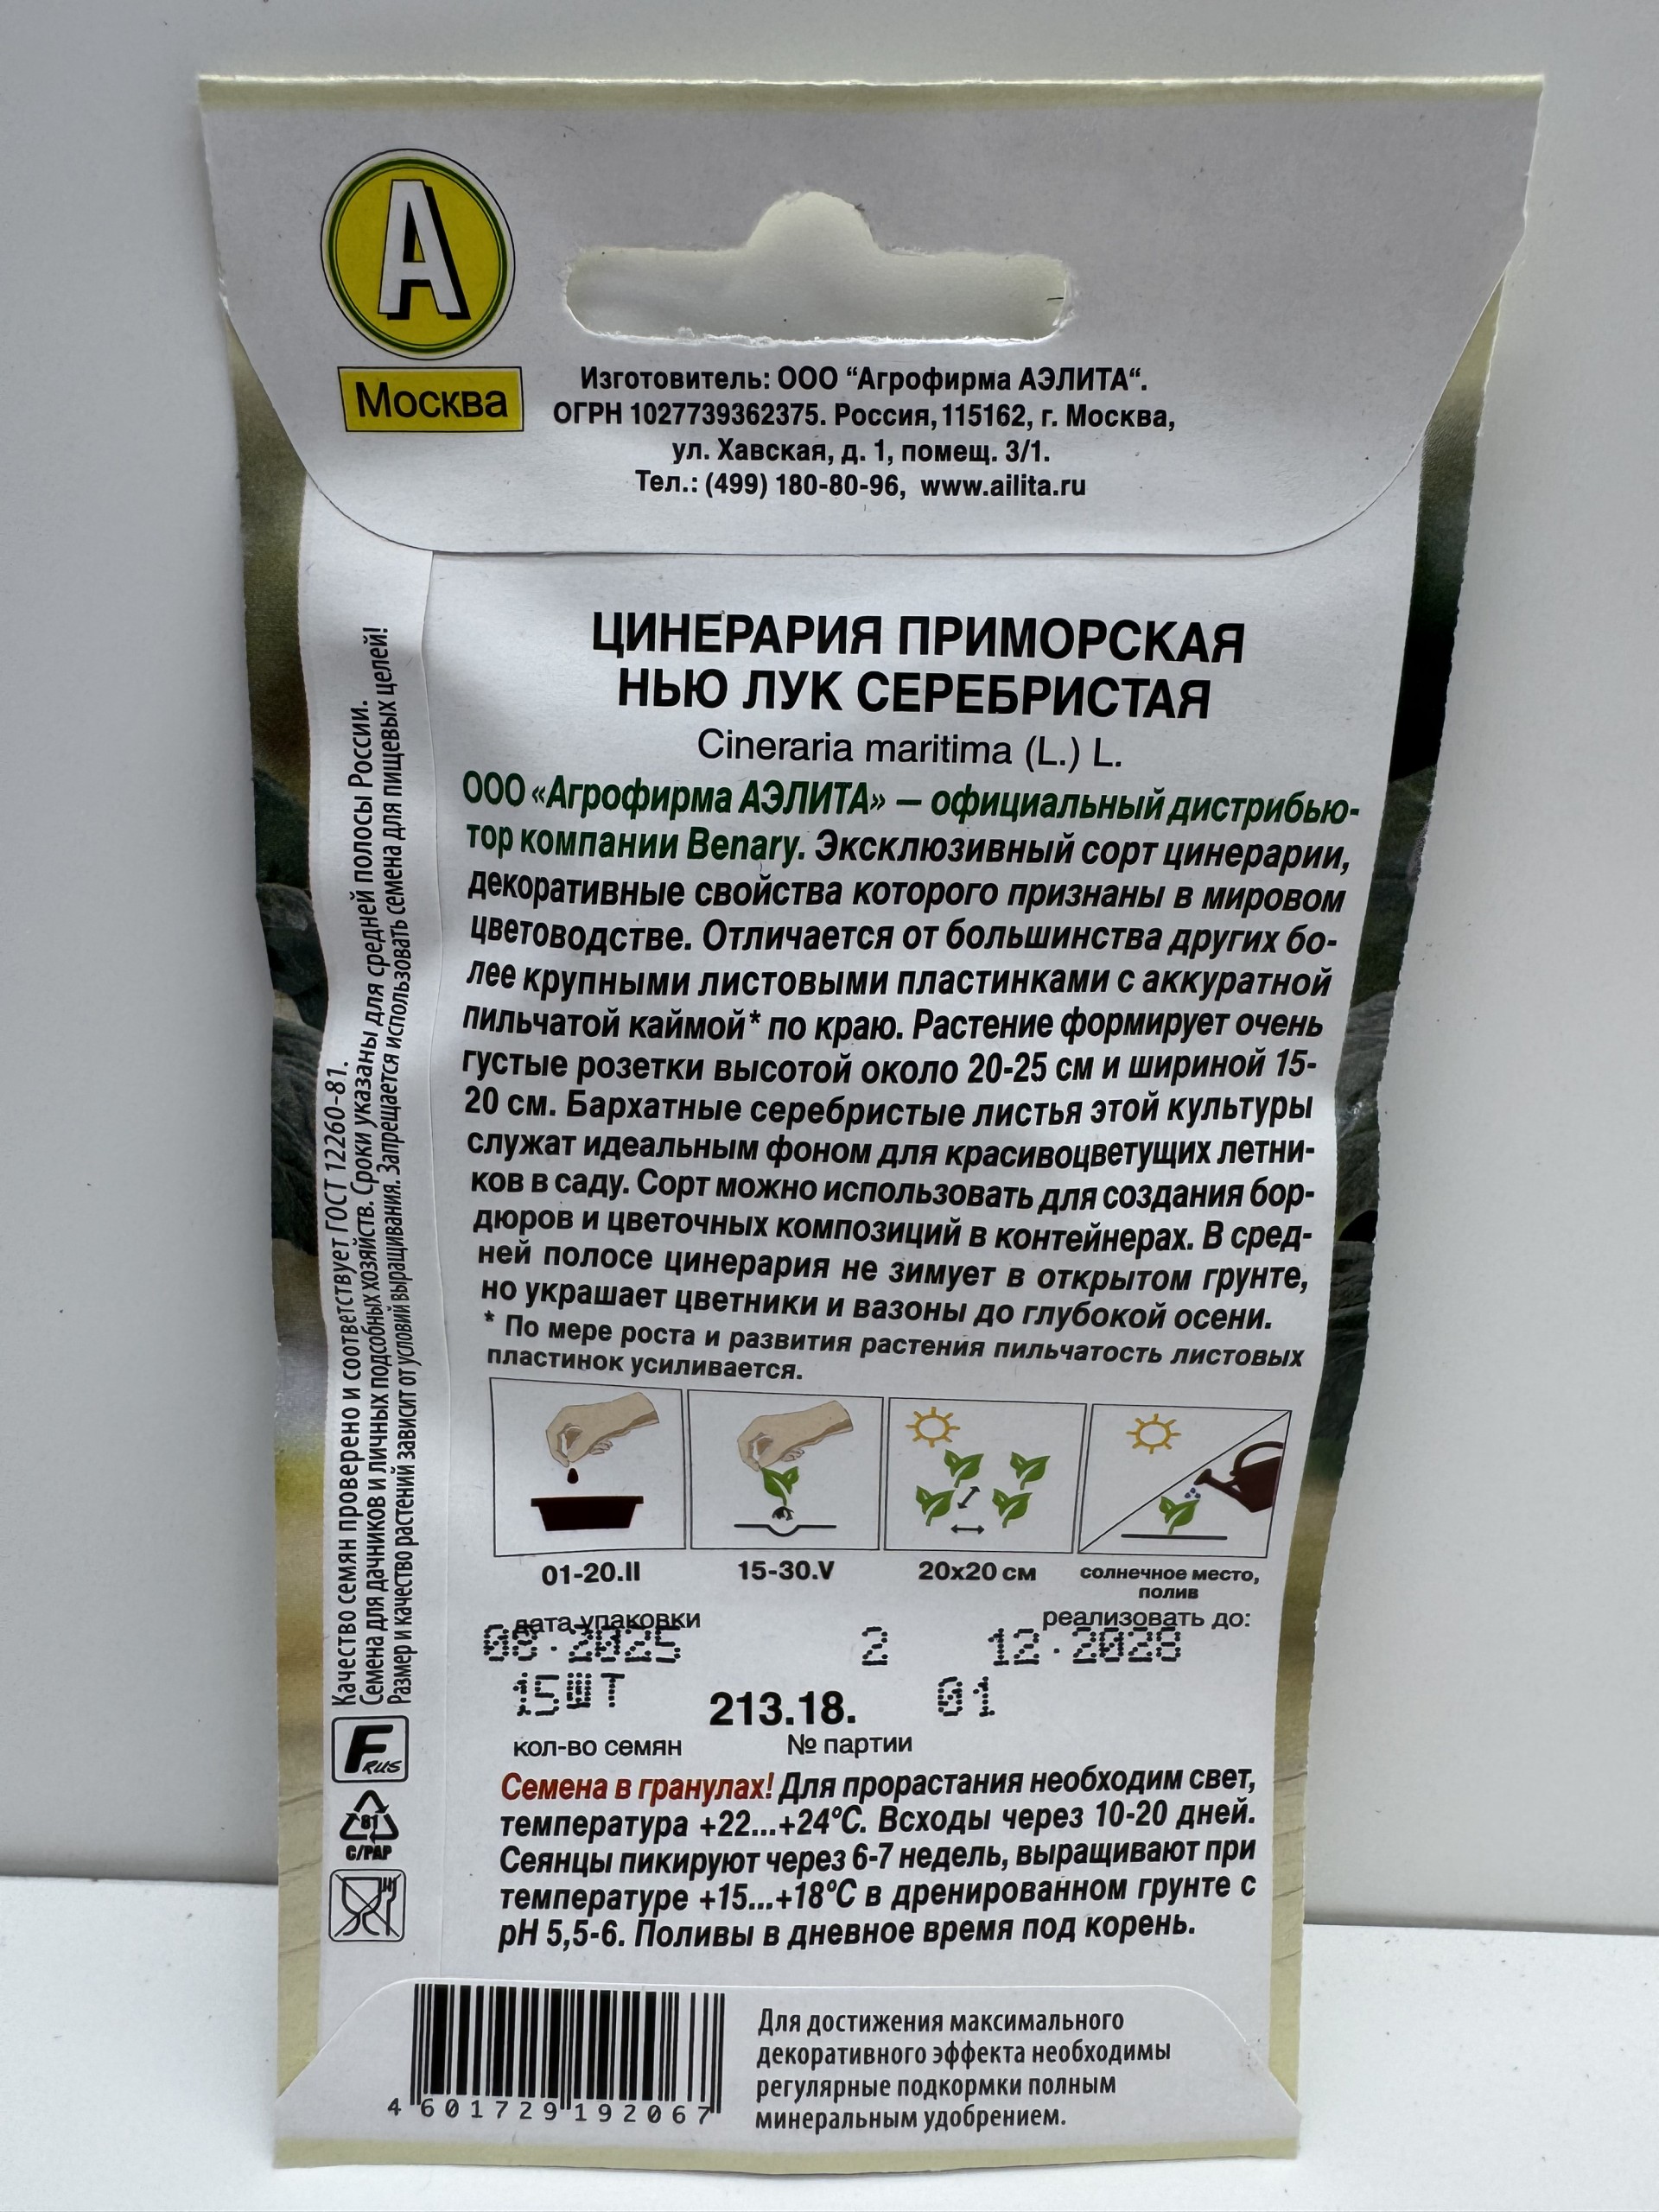 А
Москва
Изготовитель: ООО “Агрофирма АЭЛИТА“.
ОГРН 1027739362375. Россия, 115162, г. Москва,
ул. Хавская, д. 1, помещ. 3/1.
Тел.: (499) 180-80-96, www.ailita.ru
ЦИНЕРАРИЯ ПРИМОРСКАЯ
НЬЮ ЛУК СЕРЕБРИСТАЯ
Cineraria maritima (L.) L.
ООО «Агрофирма АЭЛИТА» — официальный дистрибью-
тор компании Benary. Эксклюзивный сорт цинерарии,
декоративные свойства которого признаны в мировом
цветоводстве. Отличается от большинства других бо-
лее крупными листовыми пластинками с аккуратной
пильчатой каймой* по краю. Растение формирует очень
густые розетки высотой около 20-25 см и шириной 15-
20 см. Бархатные серебристые листья этой культуры
служат идеальным фоном для красивоцветущих летни-
ков в саду. Сорт можно использовать для создания бор-
дюров и цветочных композиций в контейнерах. В сред-
ней полосе цинерария не зимует в открытом грунте,
но украшает цветники и вазоны до глубокой осени.
* По мере роста и развития растения пильчатость листовых
пластинок усиливается.
01-20.II 15-30.V 20х20 см солнечное место,
полив
дата упаковки реализовать до:
08.2025 2 12.2028
15ШТ 213.18. 01
кол-во семян № партии
Семена в гранулах! Для прорастания необходим свет,
температура +22...+24°С. Всходы через 10-20 дней.
Сеянцы пикируют через 6-7 недель, выращивают при
температуре +15...+18°С в дренированном грунте с
рН 5,5-6. Поливы в дневное время под корень.
Качество семян проверено и соответствует ГОСТ 12260-81.
Семена для дачников и личных подсобных хозяйств. Сроки указаны для средней полосы России.
Размер и качество растений зависит от условий выращивания. Запрещается использовать семена для пищевых целей!
F RUS
81
C/PAP
4 601729 192067
Для достижения максимального
декоративного эффекта необходимы
регулярные подкормки полным
минеральным удобрением.